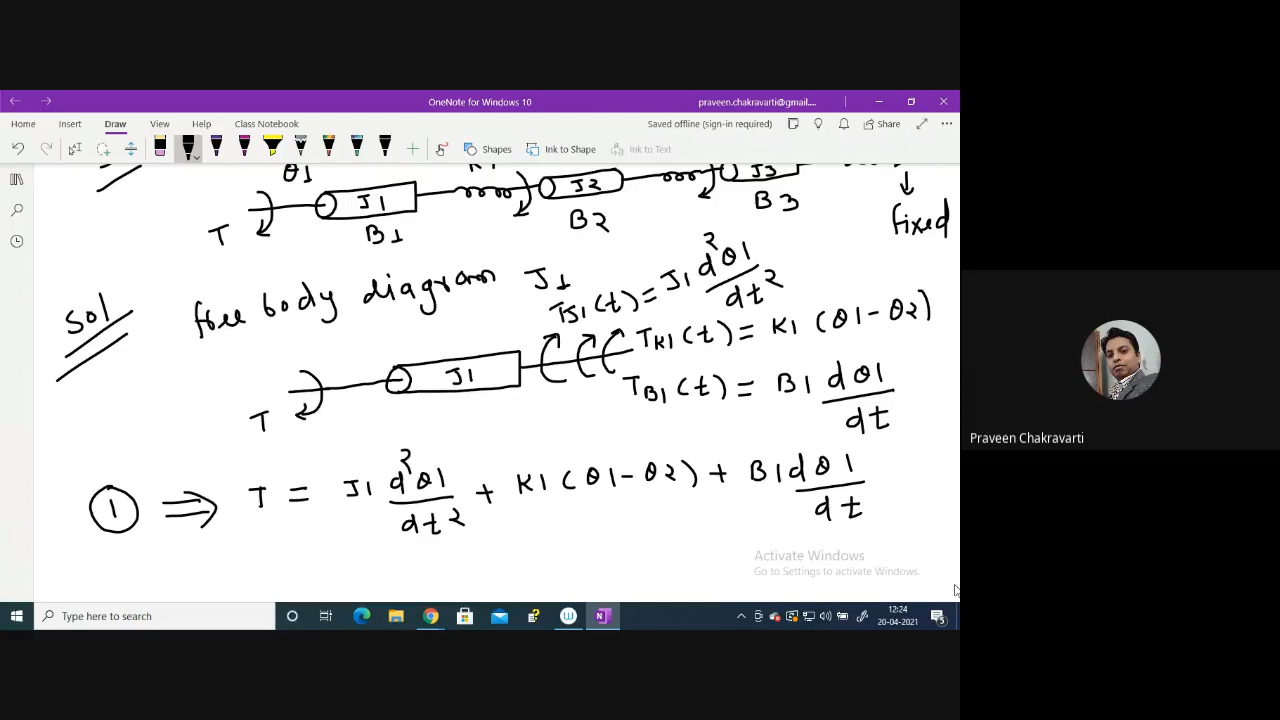 OneNote for Windows 10
praveen.chakravarti@gmail....
Home Insert Draw View Help Class Notebook
Saved offline (sign-in required) Share
Shapes Ink to Shape Ink to Text
θ1
T J1 J2 J3
B1 B2 B3
fixed
Sol free body diagram J1
TJ1(t) = J1 d²θ1/dt²
TK1(t) = K1 (θ1-θ2)
J1
TB1(t) = B1 dθ1/dt
T
① ⇒ T = J1 d²θ1/dt² + K1 (θ1-θ2) + B1 dθ1/dt
Activate Windows
Go to Settings to activate Windows.
Type here to search
12:24
20-04-2021
5
Praveen Chakravarti